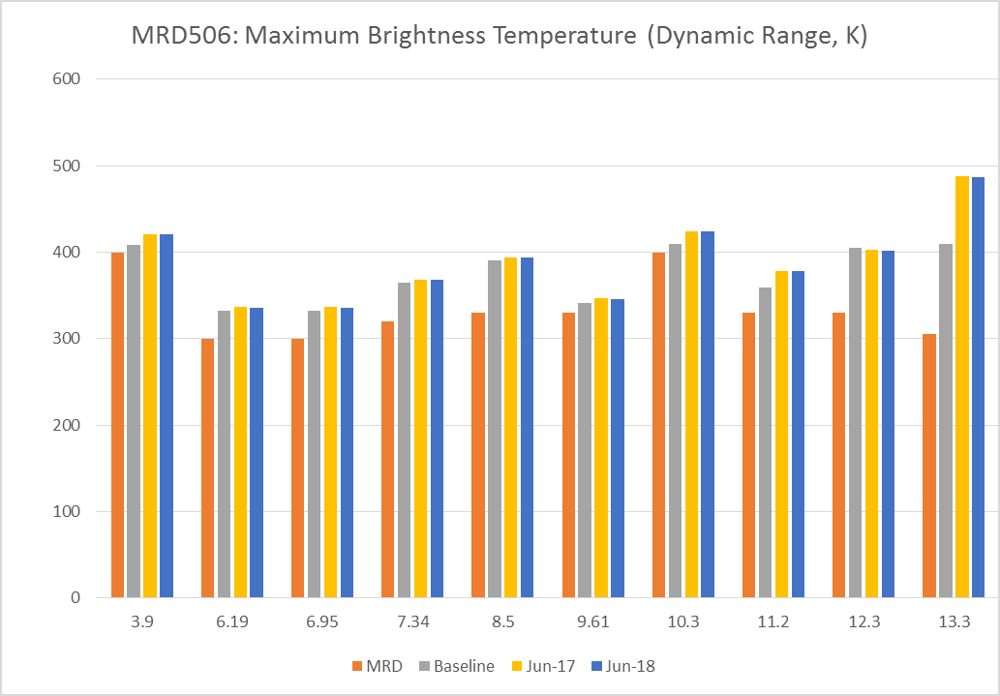 MRD506: Maximum Brightness Temperature (Dynamic Range, K)
600
500
400
300
200
100
0
3.9 6.19 6.95 7.34 8.5 9.61 10.3 11.2 12.3 13.3
MRD Baseline Jun-17 Jun-18